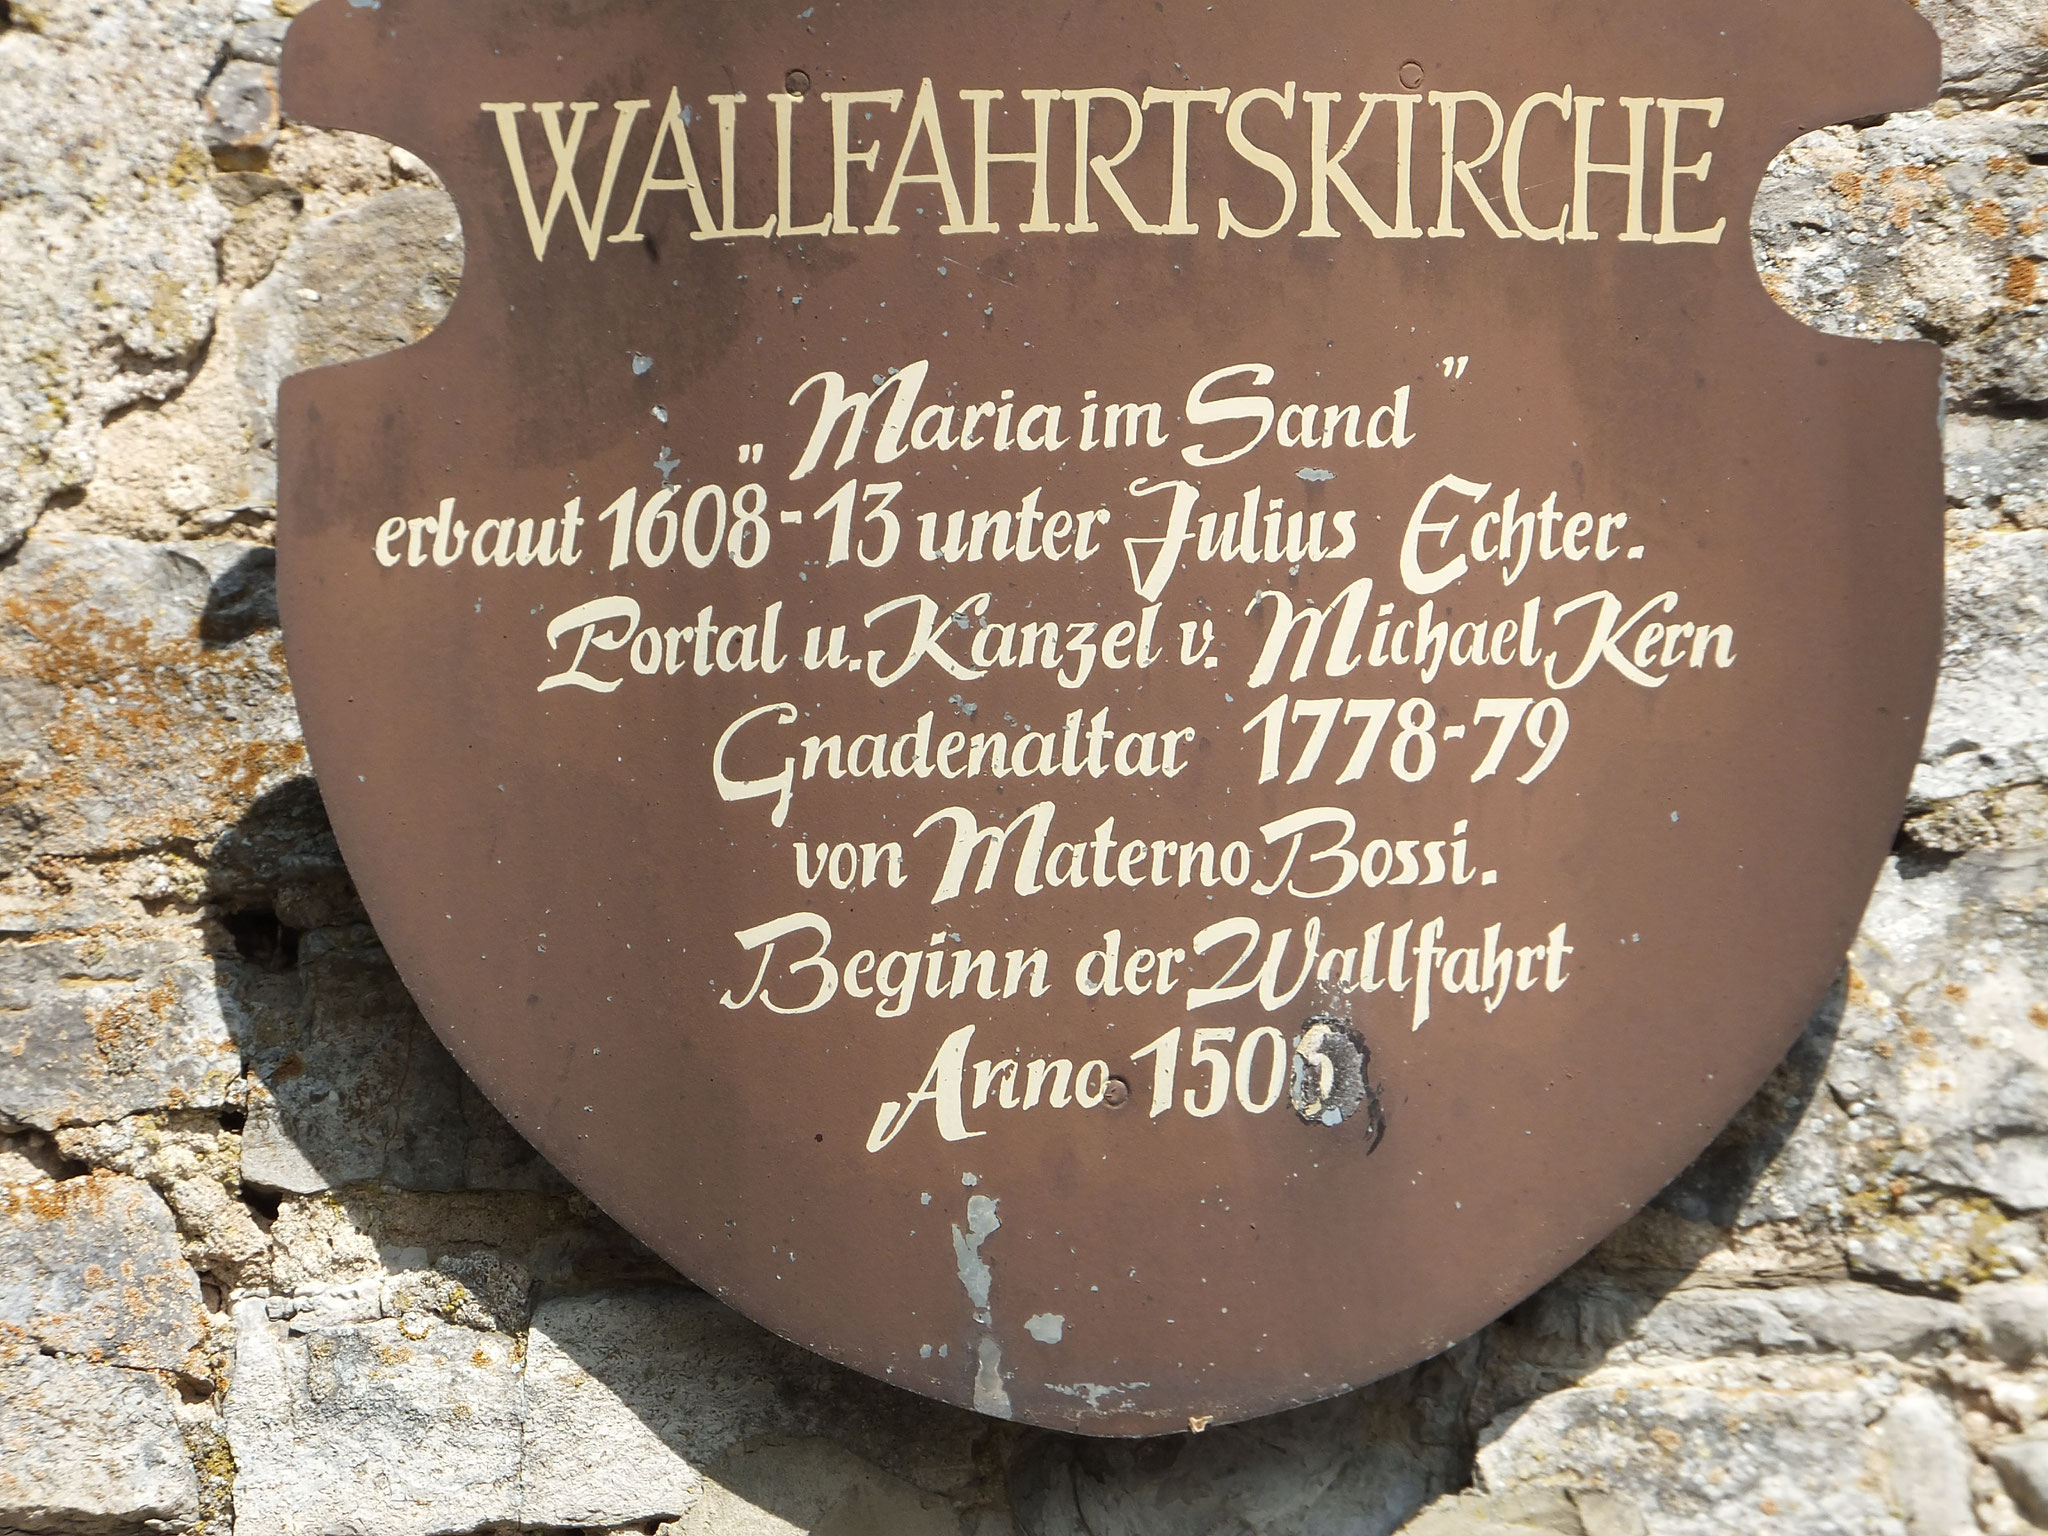 WALLFAHRTSKIRCHE
„Maria im Sand"
erbaut 1608-13 unter Julius Echter.
Portal u. Kanzel v. Michael Kern
Gnadenaltar 1778-79
von Materno Bossi.
Beginn der Wallfahrt
Anno 1506